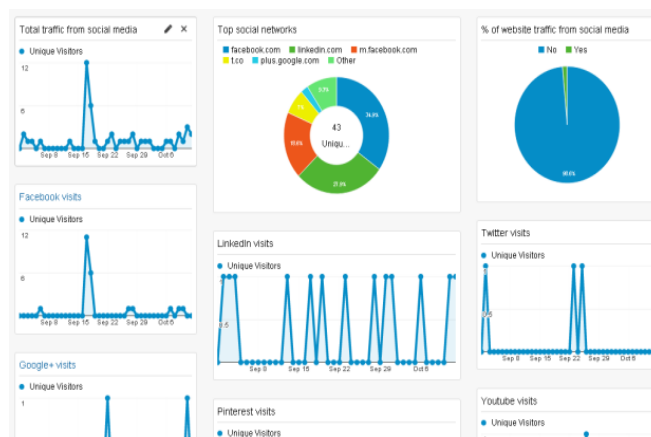 Total traffic from social media
Unique Visitors
12
6
Sep 8 Sep 15 Sep 22 Sep 29 Oct 6
Facebook visits
Unique Visitors
12
6
Sep 8 Sep 15 Sep 22 Sep 29 Oct 6
Google+ visits
Unique Visitors
1
Top social networks
facebook.com linkedin.com m.facebook.com
t.co plus.google.com Other
43
Uniqu...
LinkedIn visits
Unique Visitors
0.5
Sep 8 Sep 15 Sep 22 Sep 29 Oct 6
Pinterest visits
Unique Visitors
% of website traffic from social media
No Yes
Twitter visits
Unique Visitors
Sep 8 Sep 15 Sep 22 Sep 29 Oct 6
Youtube visits
Unique Visitors